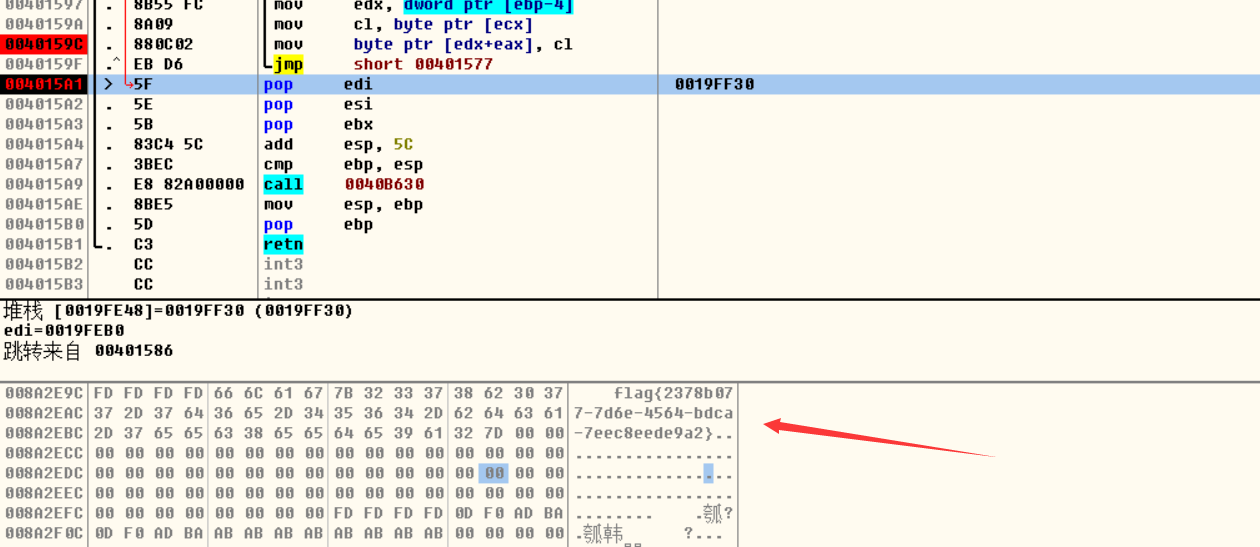 00401597 . 8B55 FC mov edx, dword ptr [ebp-4]
0040159A . 8A09 mov cl, byte ptr [ecx]
0040159C . 880C02 mov byte ptr [edx+eax], cl
0040159F .^ EB D6 jmp short 00401577
004015A1 > 5F pop edi 0019FF30
004015A2 . 5E pop esi
004015A3 . 5B pop ebx
004015A4 . 83C4 5C add esp, 5C
004015A7 . 3BEC cmp ebp, esp
004015A9 . E8 82A00000 call 0040B630
004015AE . 8BE5 mov esp, ebp
004015B0 . 5D pop ebp
004015B1 . C3 retn
004015B2 CC int3
004015B3 CC int3
堆栈 [0019FE48]=0019FF30 (0019FF30)
edi=0019FEB0
跳转来自 00401586
008A2E9C FD FD FD FD 66 6C 61 67 7B 32 33 37 38 62 30 37 flag{2378b07
008A2EAC 37 2D 37 64 36 65 2D 34 35 36 34 2D 62 64 63 61 7-7d6e-4564-bdca
008A2EBC 2D 37 65 65 63 38 65 65 64 65 39 61 32 7D 00 00 -7eec8eede9a2}..
008A2ECC 00 00 00 00 00 00 00 00 00 00 00 00 00 00 00 00 ................
008A2EDC 00 00 00 00 00 00 00 00 00 00 00 00 00 00 00 00 ................
008A2EEC 00 00 00 00 00 00 00 00 00 00 00 00 00 00 00 00 ................
008A2EFC 00 00 00 00 00 00 00 00 FD FD FD FD 0D F0 AD BA ........ .瓠?
008A2F0C 0D F0 AD BA AB AB AB AB AB AB AB AB 00 00 00 00 .瓠韩 ?...